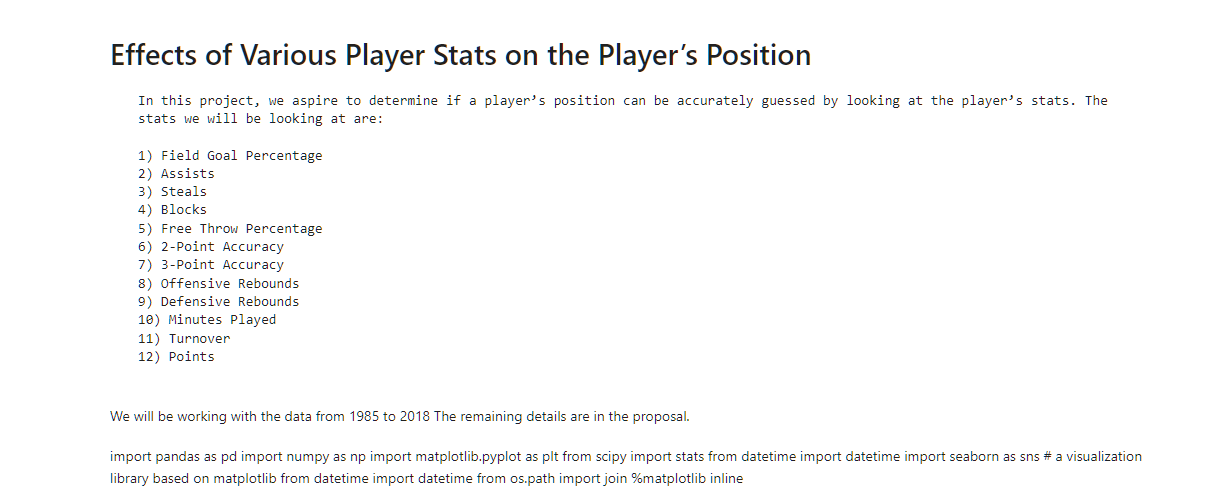 Effects of Various Player Stats on the Player’s Position
In this project, we aspire to determine if a player’s position can be accurately guessed by looking at the player’s stats. The
stats we will be looking at are:
1) Field Goal Percentage
2) Assists
3) Steals
4) Blocks
5) Free Throw Percentage
6) 2-Point Accuracy
7) 3-Point Accuracy
8) Offensive Rebounds
9) Defensive Rebounds
10) Minutes Played
11) Turnover
12) Points
We will be working with the data from 1985 to 2018 The remaining details are in the proposal.
import pandas as pd import numpy as np import matplotlib.pyplot as plt from scipy import stats from datetime import datetime import seaborn as sns # a visualization
library based on matplotlib from datetime import datetime from os.path import join %matplotlib inline